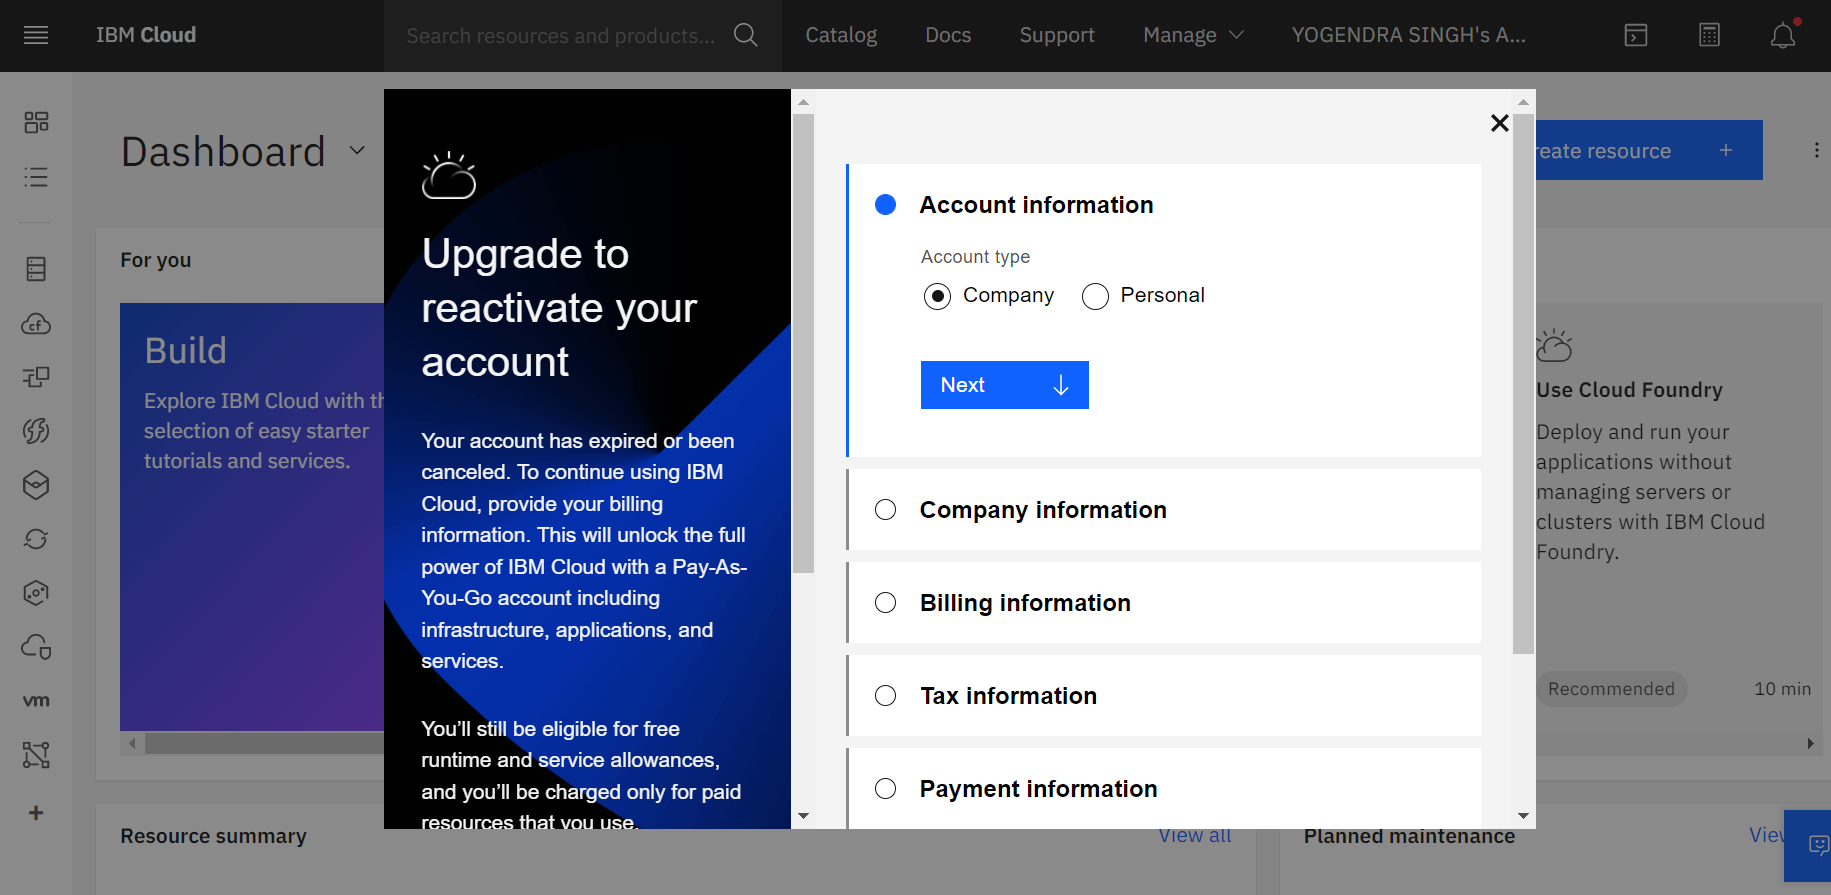 IBM Cloud
Search resources and products...
Catalog
Docs
Support
Manage
YOGENDRA SINGH's A...
Dashboard
reate resource
For you
Build
Explore IBM Cloud with th
selection of easy starter
tutorials and services.
Upgrade to
reactivate your
account
Your account has expired or been
canceled. To continue using IBM
Cloud, provide your billing
information. This will unlock the full
power of IBM Cloud with a Pay-As-
You-Go account including
infrastructure, applications, and
services.
You’ll still be eligible for free
runtime and service allowances,
and you’ll be charged only for paid
resources that you use.
Account information
Account type
Company
Personal
Next
Company information
Billing information
Tax information
Payment information
Use Cloud Foundry
Deploy and run your
applications without
managing servers or
clusters with IBM Cloud
Foundry.
Recommended
10 min
cf
vm
Resource summary
View all
Planned maintenance
View